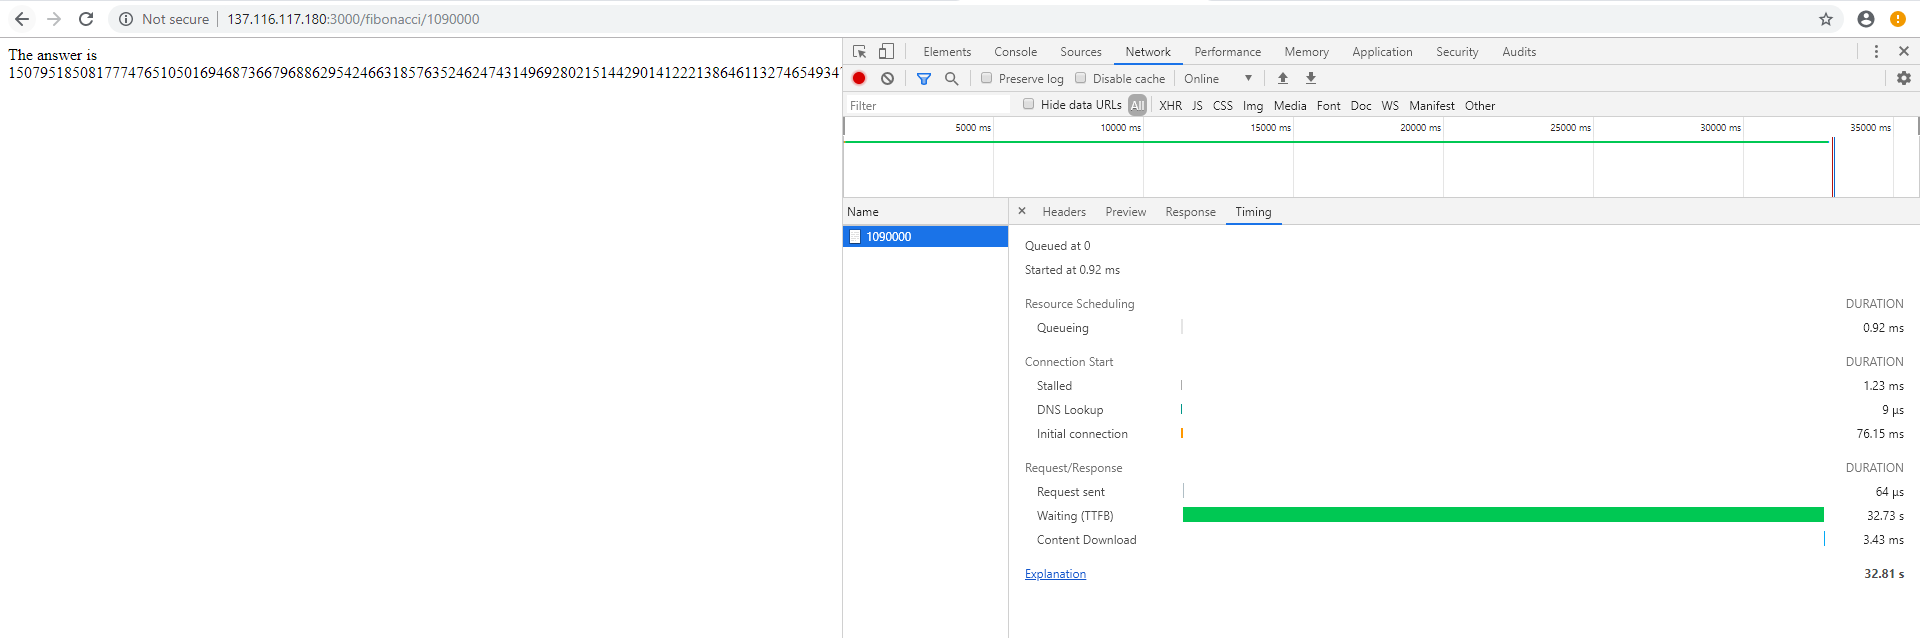 Not secure | 137.116.117.180:3000/fibonacci/1090000
The answer is
Elements Console Sources Network Performance Memory Application Security Audits
Preserve log Disable cache Online
Filter Hide data URLs All XHR JS CSS Img Media Font Doc WS Manifest Other
5000 ms 10000 ms 15000 ms 20000 ms 25000 ms 30000 ms 35000 ms
Name
1090000
Headers Preview Response Timing
Queued at 0
Started at 0.92 ms
Resource Scheduling DURATION
Queueing 0.92 ms
Connection Start DURATION
Stalled 1.23 ms
DNS Lookup 9 μs
Initial connection 76.15 ms
Request/Response DURATION
Request sent 64 μs
Waiting (TTFB) 32.73 s
Content Download 3.43 ms
Explanation 32.81 s